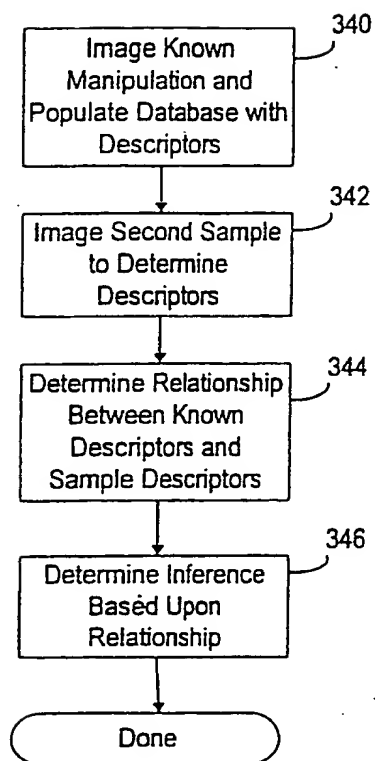 340
Image Known
Manipulation and
Populate Database with
Descriptors
342
Image Second Sample
to Determine
Descriptors
344
Determine Relationship
Between Known
Descriptors and
Sample Descriptors
346
Determine Inference
Based Upon
Relationship
Done